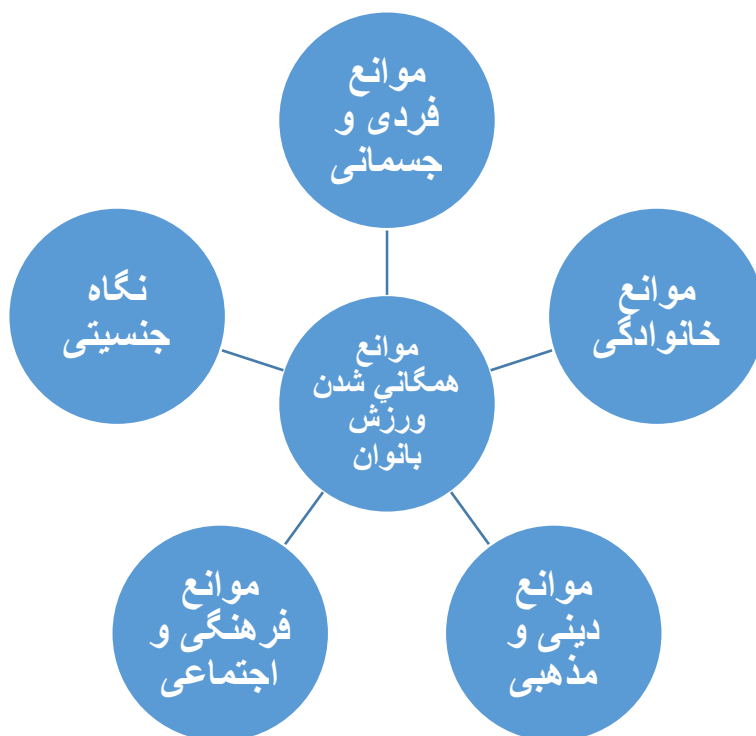 موانع
فردی و
جسمانی
موانع
خانوادگی
موانع
دینی و
مذهبی
موانع
فرهنگی و
اجتماعی
نگاه
جنسیتی
موانع
همگاني شدن
ورزش
بانوان